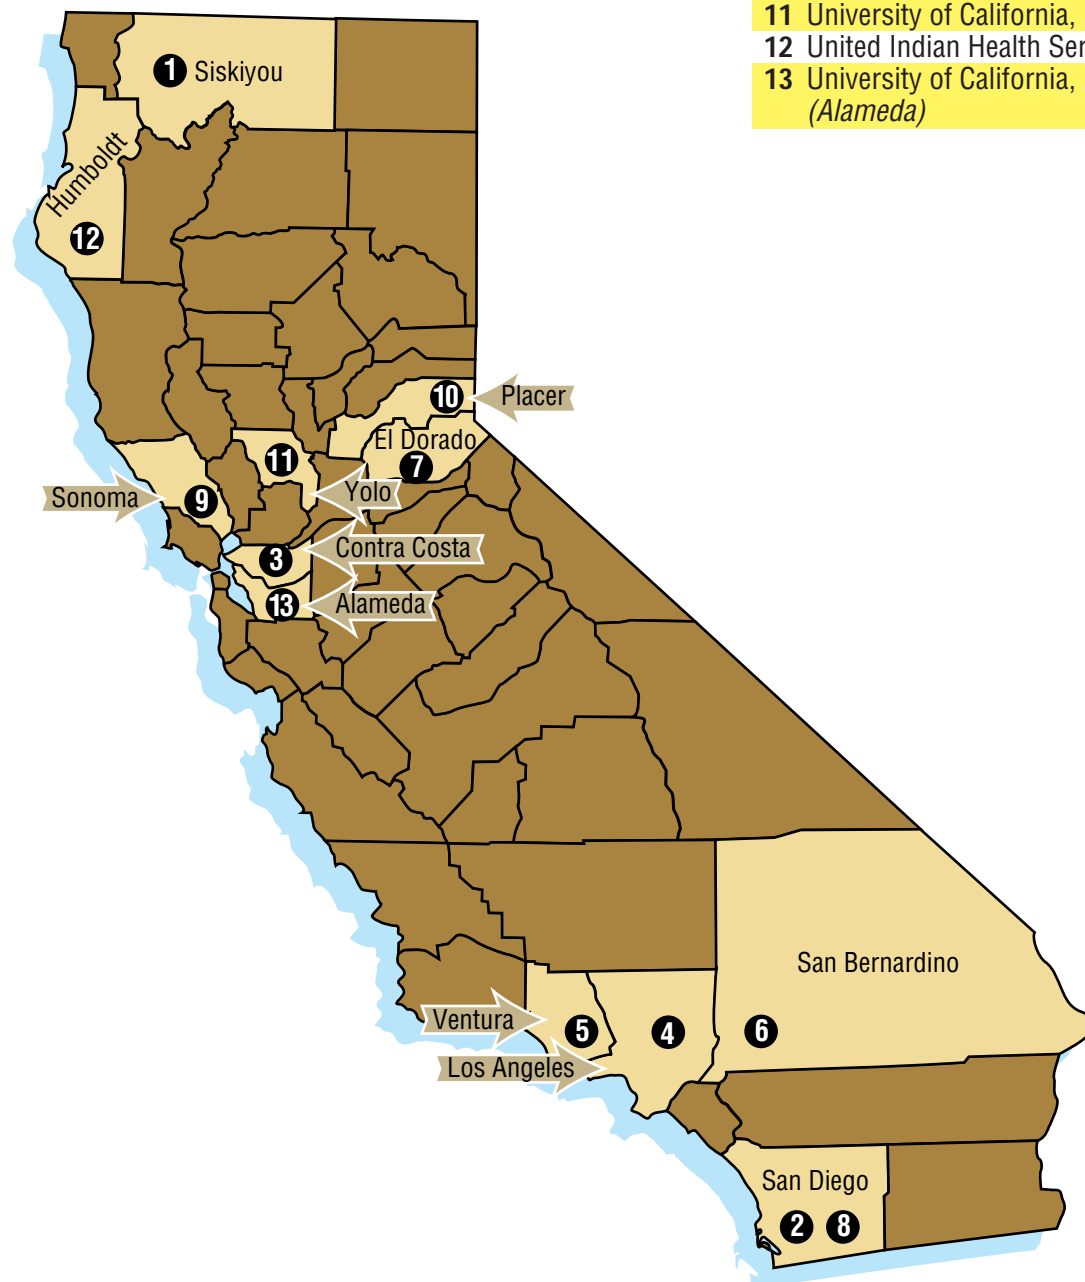 11 University of California,
12 United Indian Health Ser
13 University of California,
(Alameda)
1 Siskiyou
Humboldt
12
10 Placer
El Dorado
7
11
Yolo
Sonoma
9
Contra Costa
3
Alameda
13
San Bernardino
Ventura
5
4
6
Los Angeles
San Diego
2 8